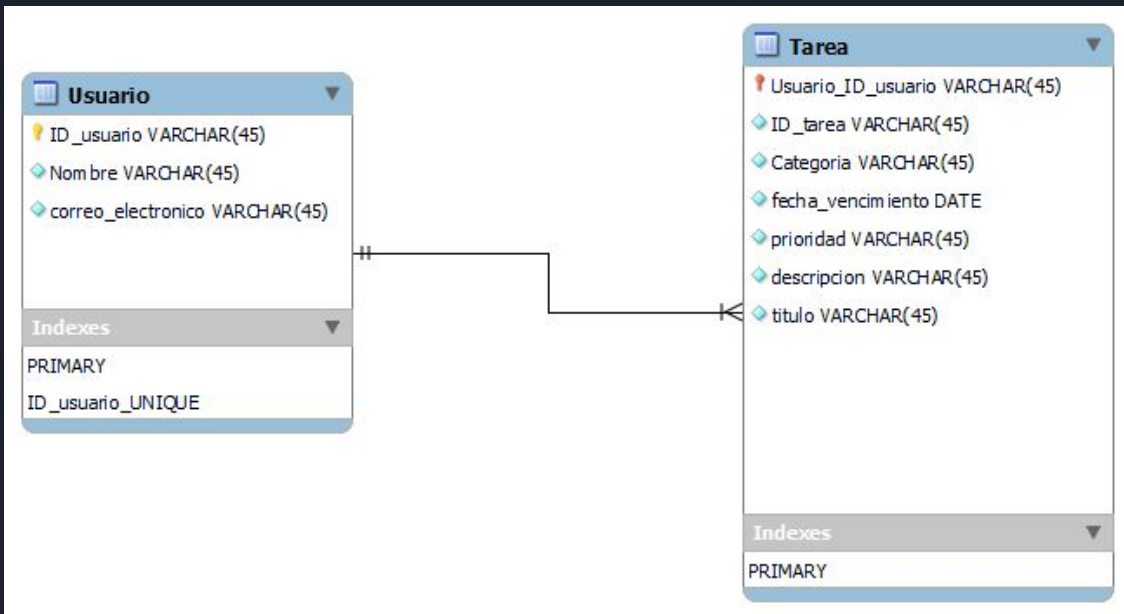 Usuario
ID_usuario VARCHAR(45)
Nombre VARCHAR(45)
correo_electronico VARCHAR(45)
Indexes
PRIMARY
ID_usuario_UNIQUE
Tarea
Usuario_ID_usuario VARCHAR(45)
ID_tarea VARCHAR(45)
Categoria VARCHAR(45)
fecha_vencimiento DATE
prioridad VARCHAR(45)
descripcion VARCHAR(45)
titulo VARCHAR(45)
Indexes
PRIMARY